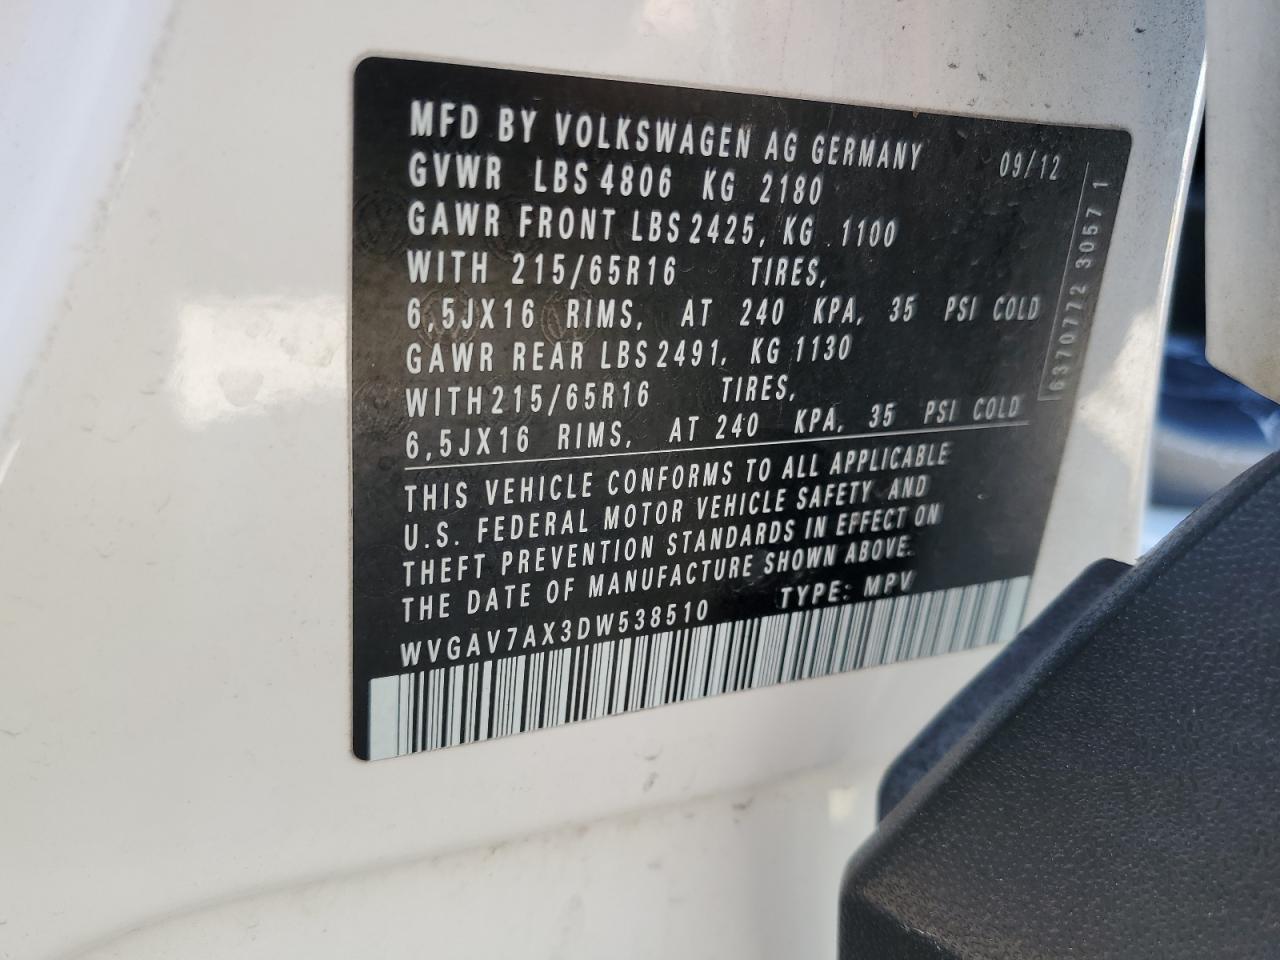 MFD BY VOLKSWAGEN AG GERMANY 09/12
GVWR LBS 4806 KG 2180
GAWR FRONT LBS 2425, KG 1100
WITH 215/65R16 TIRES,
6,5JX16 RIMS, AT 240 KPA, 35 PSI COLD
GAWR REAR LBS 2491, KG 1130
WITH 215/65R16 TIRES,
6,5JX16 RIMS, AT 240 KPA, 35 PSI COLD
THIS VEHICLE CONFORMS TO ALL APPLICABLE
U.S. FEDERAL MOTOR VEHICLE SAFETY AND
THEFT PREVENTION STANDARDS IN EFFECT ON
THE DATE OF MANUFACTURE SHOWN ABOVE.
WVGAV7AX3DW538510 TYPE: MPV
6370772 3057 1